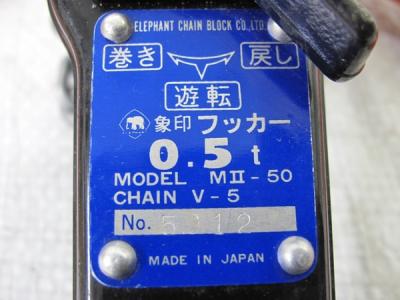 ELEPHANT CHAIN BLOCK CO.,LTD.
巻き 戻し
遊転
象印 フッカー
0.5 t
MODEL MⅡ-50
CHAIN V-5
No.
MADE IN JAPAN